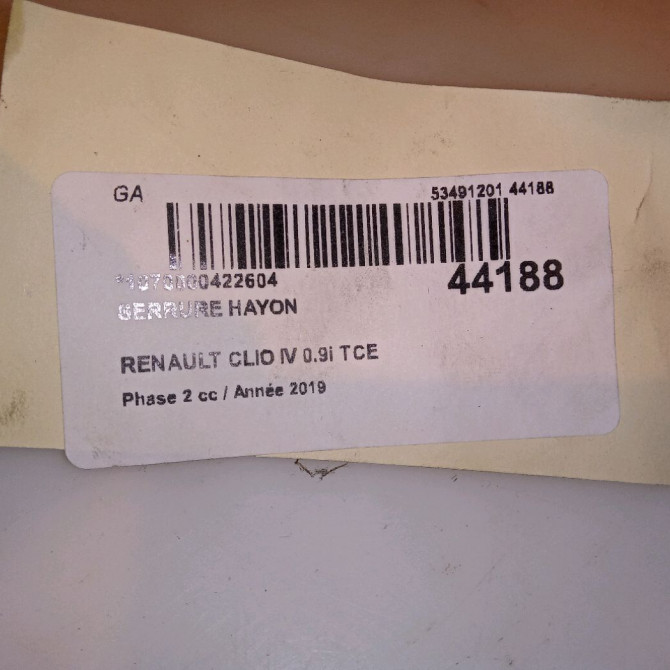 GA
53491201 44188
44188
SERRURE HAYON
RENAULT CLIO IV 0.9i TCE
Phase 2 cc / Année 2019